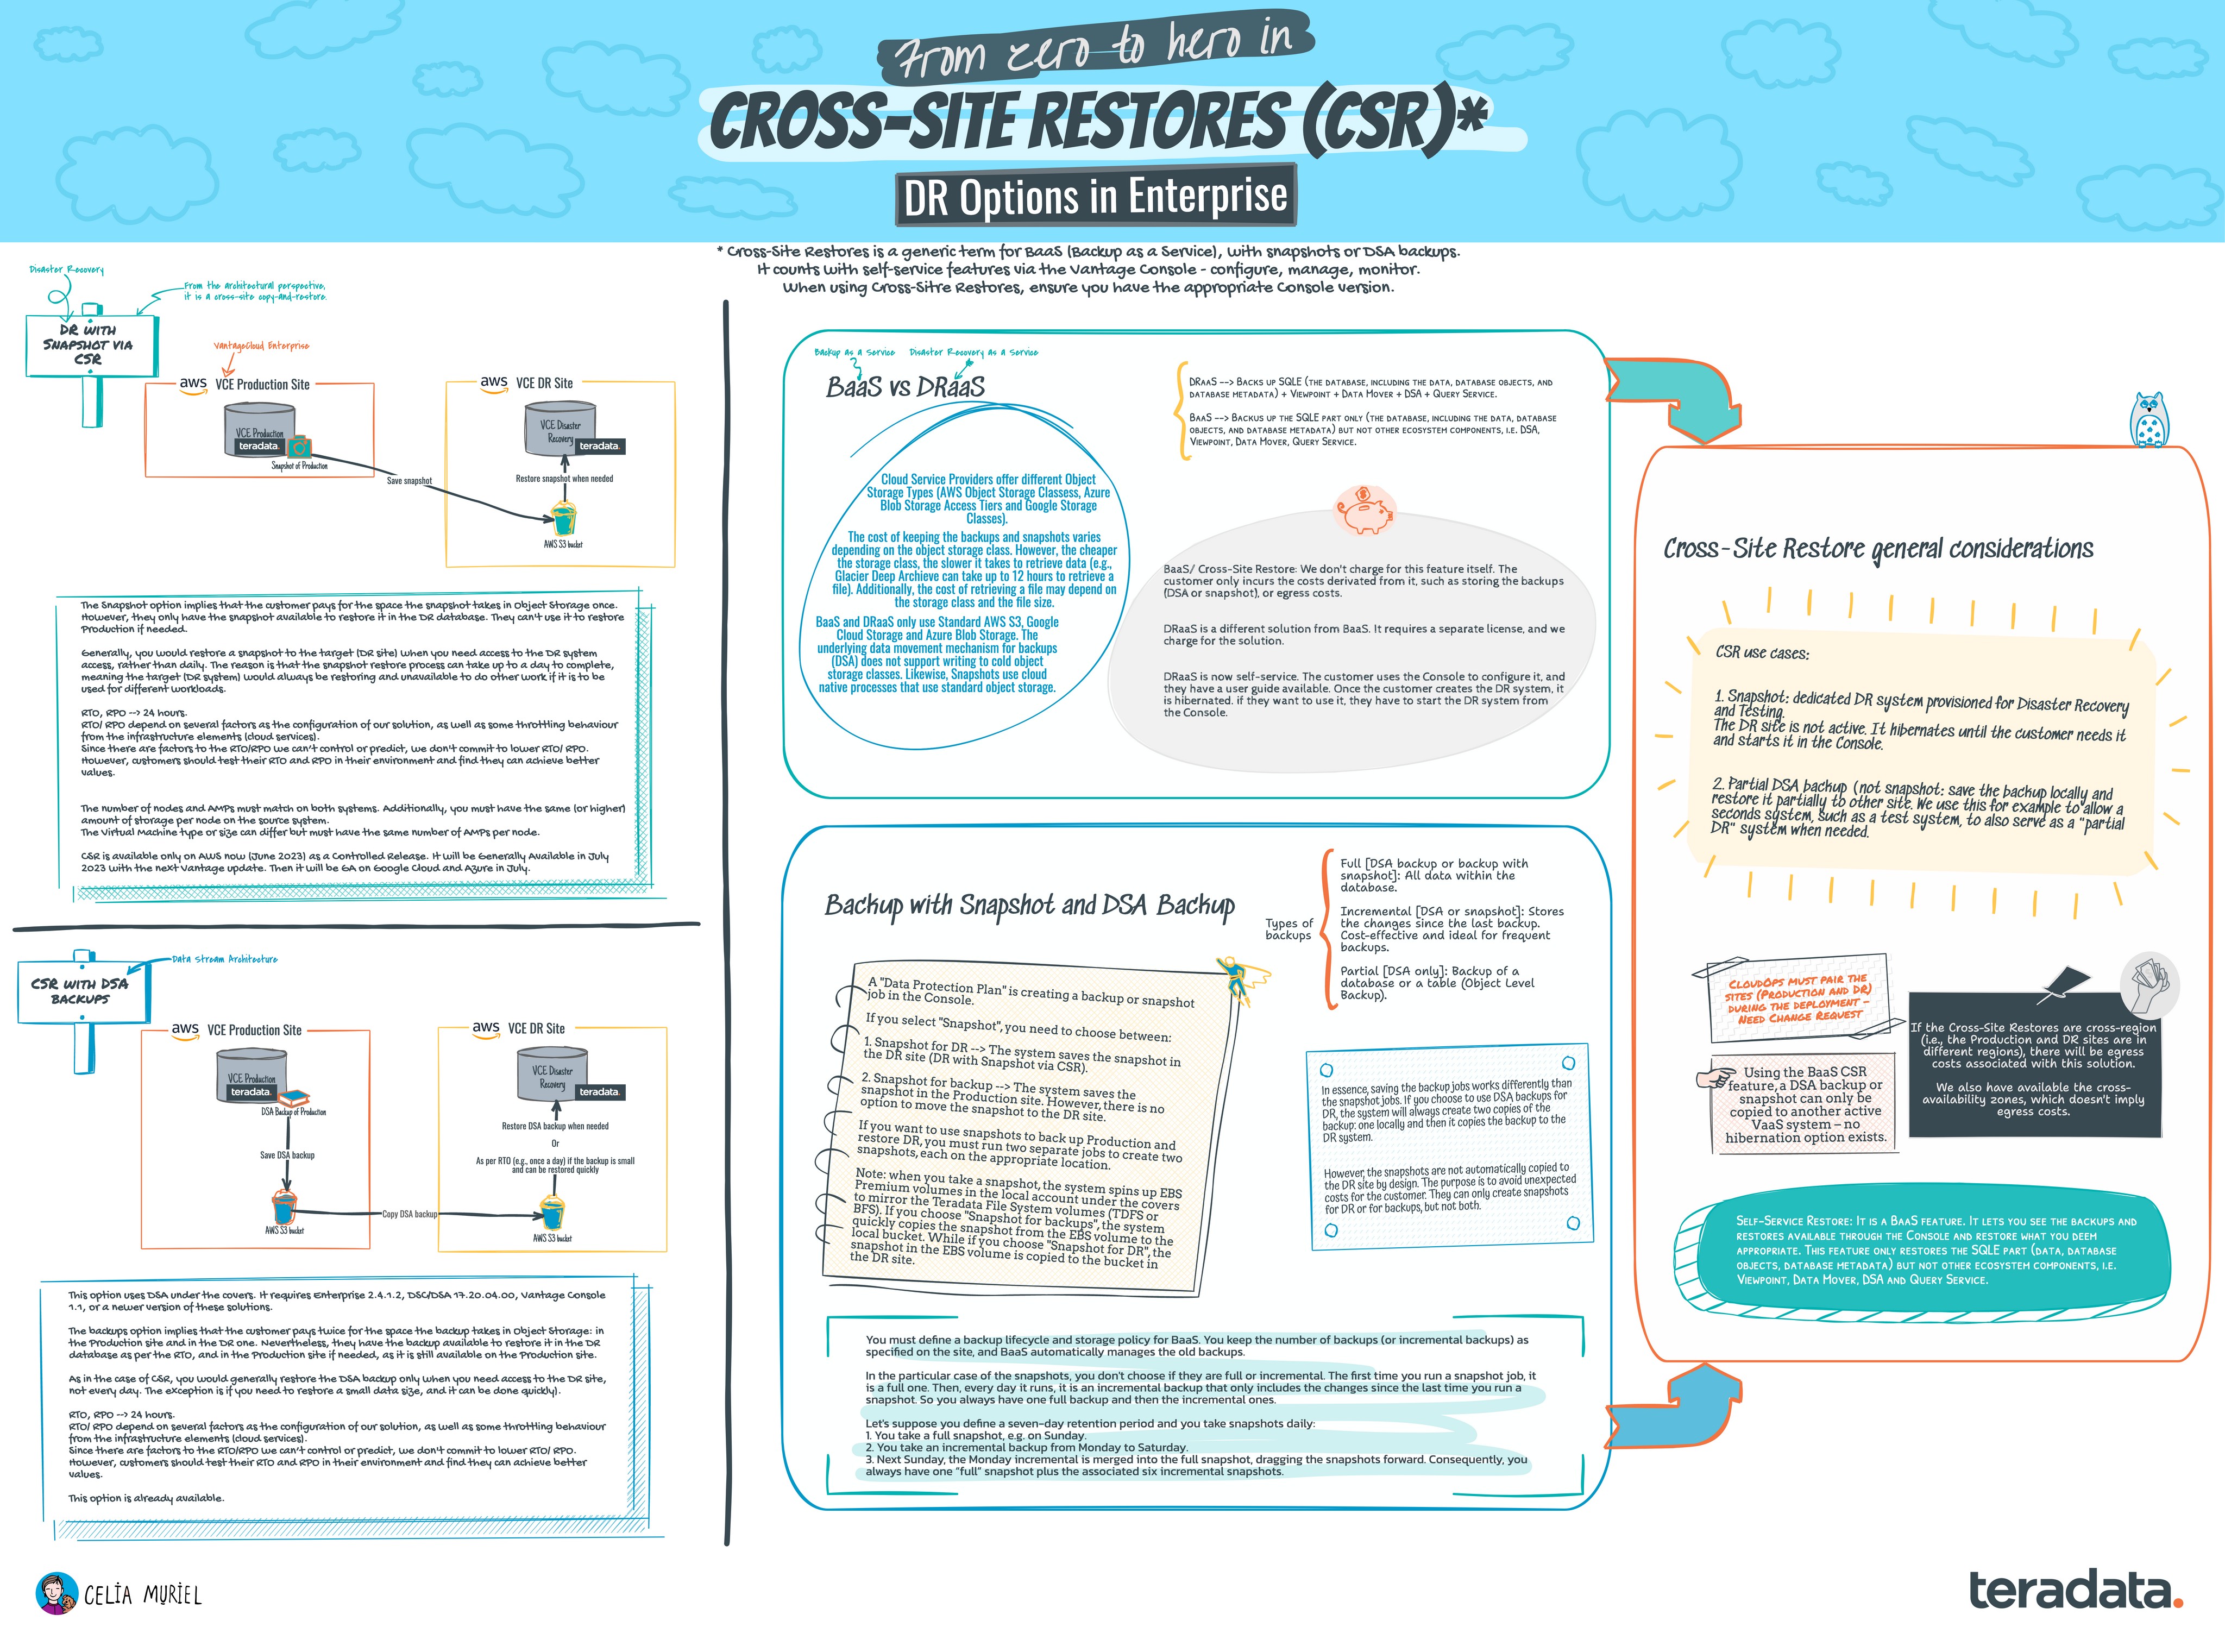 From zero to hero in
CROSS-SITE RESTORES (CSR)*
DR Options in Enterprise
* Cross-Site Restores is a generic term for BaaS (Backup as a Service), with snapshots or DSA backups.
It counts with self-service features via the Vantage Console - configure, manage, monitor.
When using Cross-Sitre Restores, ensure you have the appropriate Console version.
Disaster Recovery
From the architectural perspective,
it is a cross-site copy-and-restore.
DR WITH
SNAPSHOT VIA
CSR
VantageCloud Enterprise
aws VCE Production Site
VCE Production
teradata.
Snapshot of Production
Save snapshot
aws VCE DR Site
VCE Disaster
Recovery
teradata.
Restore snapshot when needed
AWS S3 bucket
The Snapshot option implies that the customer pays for the space the snapshot takes in Object Storage once.
However, they only have the snapshot available to restore it in the DR database. They can't use it to restore
Production if needed.
Generally, you would restore a snapshot to the target (DR site) when you need access to the DR system
access, rather than daily. The reason is that the snapshot restore process can take up to a day to complete,
meaning the target (DR system) would always be restoring and unavailable to do other work if it is to be
used for different workloads.
RTO, RPO --> 24 hours.
RTO/ RPO depend on several factors as the configuration of our solution, as well as some throttling behaviour
from the infrastructure elements (cloud services).
Since there are factors to the RTO/RPO we can't control or predict, we don't commit to lower RTO/ RPO.
However, customers should test their RTO and RPO in their environment and find they can achieve better
values.
The number of nodes and AMPs must match on both systems. Additionally, you must have the same (or higher)
amount of storage per node on the source system.
The Virtual Machine type or size can differ but must have the same number of AMPs per node.
CSR is available only on AWS now (June 2023) as a Controlled Release. It will be Generally Available in July
2023 with the next Vantage update. Then it will be GA on Google Cloud and Azure in July.
Data Stream Architecture
CSR WITH DSA
BACKUPS
aws VCE Production Site
VCE Production
teradata.
DSA Backup of Production
Save DSA backup
AWS S3 bucket
Copy DSA backup
aws VCE DR Site
VCE Disaster
Recovery
teradata.
Restore DSA backup when needed
Or
As per RTO (e.g., once a day) if the backup is small
and can be restored quickly
AWS S3 bucket
This option uses DSA under the covers. It requires Enterprise 2.4.1.2, DSC/DSA 17.20.04.00, Vantage Console
1.1, or a newer version of these solutions.
The backups option implies that the customer pays twice for the space the backup takes in Object Storage: in
the Production site and in the DR one. Nevertheless, they have the backup available to restore it in the DR
database as per the RTO, and in the Production site if needed, as it is still available on the Production site.
As in the case of CSR, you would generally restore the DSA backup only when you need access to the DR site,
not every day. The exception is if you need to restore a small data size, and it can be done quickly).
RTO, RPO --> 24 hours.
RTO/ RPO depend on several factors as the configuration of our solution, as well as some throttling behaviour
from the infrastructure elements (cloud services).
Since there are factors to the RTO/RPO we can't control or predict, we don't commit to lower RTO/ RPO.
However, customers should test their RTO and RPO in their environment and find they can achieve better
values.
This option is already available.
Backup as a Service Disaster Recovery as a Service
BaaS vs DRaaS
DRaaS --> Backs up SQLE (the database, including the data, database objects, and
database metadata) + Viewpoint + Data Mover + DSA + Query Service.
BaaS --> Backus up the SQLE part only (the database, including the data, database
objects, and database metadata) but not other ecosystem components, i.e. DSA,
Viewpoint, Data Mover, Query Service.
Cloud Service Providers offer different Object
Storage Types (AWS Object Storage Classess, Azure
Blob Storage Access Tiers and Google Storage
Classes).
The cost of keeping the backups and snapshots varies
depending on the object storage class. However, the cheaper
the storage class, the slower it takes to retrieve data (e.g.,
Glacier Deep Archieve can take up to 12 hours to retrieve a
file). Additionally, the cost of retrieving a file may depend on
the storage class and the file size.
BaaS and DRaaS only use Standard AWS S3, Google
Cloud Storage and Azure Blob Storage. The
underlying data movement mechanism for backups
(DSA) does not support writing to cold object
storage classes. Likewise, Snapshots use cloud
native processes that use standard object storage.
BaaS/ Cross-Site Restore: We don't charge for this feature itself. The
customer only incurs the costs derivated from it, such as storing the backups
(DSA or snapshot), or egress costs.
DRaaS is a different solution from BaaS. It requires a separate license, and we
charge for the solution.
DRaaS is now self-service. The customer uses the Console to configure it, and
they have a user guide available. Once the customer creates the DR system, it
is hibernated. if they want to use it, they have to start the DR system from
the Console.
Backup with Snapshot and DSA Backup
Types of
backups
Full [DSA backup or backup with
snapshot]: All data within the
database.
Incremental [DSA or snapshot]: Stores
the changes since the last backup.
Cost-effective and ideal for frequent
backups.
Partial [DSA only]: Backup of a
database or a table (Object Level
Backup).
A "Data Protection Plan" is creating a backup or snapshot
job in the Console.
If you select "Snapshot", you need to choose between:
1. Snapshot for DR --> The system saves the snapshot in
the DR site (DR with Snapshot via CSR).
2. Snapshot for backup --> The system saves the
snapshot in the Production site. However, there is no
option to move the snapshot to the DR site.
If you want to use snapshots to back up Production and
restore DR, you must run two separate jobs to create two
snapshots, each on the appropriate location.
Note: when you take a snapshot, the system spins up EBS
Premium volumes in the local account under the covers
to mirror the Teradata File System volumes (TDFS or
BFS). If you choose "Snapshot for backups", the system
quickly copies the snapshot from the EBS volume to the
local bucket. While if you choose "Snapshot for DR", the
snapshot in the EBS volume is copied to the bucket in
the DR site.
In essence, saving the backup jobs works differently than
the snapshot jobs. If you choose to use DSA backups for
DR, the system will always create two copies of the
backup: one locally and then it copies the backup to the
DR system.
However, the snapshots are not automatically copied to
the DR site by design. The purpose is to avoid unexpected
costs for the customer. They can only create snapshots
for DR or for backups, but not both.
You must define a backup lifecycle and storage policy for BaaS. You keep the number of backups (or incremental backups) as
specified on the site, and BaaS automatically manages the old backups.
In the particular case of the snapshots, you don't choose if they are full or incremental. The first time you run a snapshot job, it
is a full one. Then, every day it runs, it is an incremental backup that only includes the changes since the last time you run a
snapshot. So you always have one full backup and then the incremental ones.
Let's suppose you define a seven-day retention period and you take snapshots daily:
1. You take a full snapshot, e.g. on Sunday.
2. You take an incremental backup from Monday to Saturday.
3. Next Sunday, the Monday incremental is merged into the full snapshot, dragging the snapshots forward. Consequently, you
always have one "full" snapshot plus the associated six incremental snapshots.
Cross-Site Restore general considerations
CSR use cases:
1. Snapshot: dedicated DR system provisioned for Disaster Recovery
and Testing.
The DR site is not active. It hibernates until the customer needs it
and starts it in the Console.
2. Partial DSA backup (not snapshot: save the backup locally and
restore it partially to other site. We use this for example to allow a
seconds system, such as a test system, to also serve as a "partial
DR" system when needed.
CloudOps must pair the
sites (Production and DR)
during the deployment –
Need Change Request
If the Cross-Site Restores are cross-region
(i.e., the Production and DR sites are in
different regions), there will be egress
costs associated with this solution.
We also have available the cross-
availability zones, which doesn't imply
egress costs.
Using the BaaS CSR
feature, a DSA backup or
snapshot can only be
copied to another active
VaaS system – no
hibernation option exists.
Self-Service Restore: It is a BaaS feature. It lets you see the backups and
restores available through the Console and restore what you deem
appropriate. This feature only restores the SQLE part (data, database
objects, database metadata) but not other ecosystem components, i.e.
Viewpoint, Data Mover, DSA and Query Service.
CELIA MURIEL
teradata.